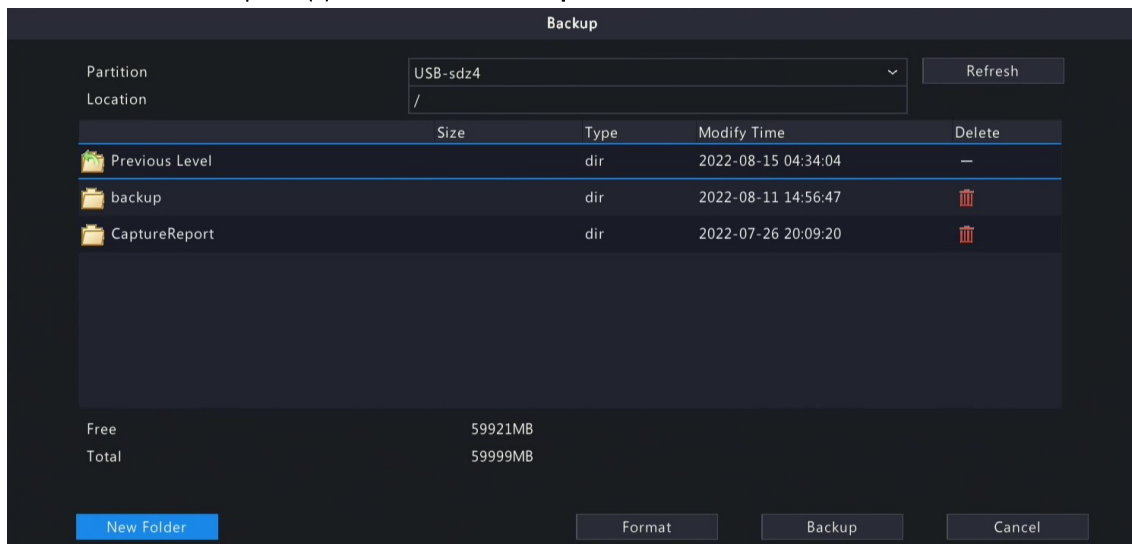 Backup
Partition USB-sdz4 Refresh
Location /
Size Type Modify Time Delete
Previous Level dir 2022-08-15 04:34:04 —
backup dir 2022-08-11 14:56:47
CaptureReport dir 2022-07-26 20:09:20
Free 59921MB
Total 59999MB
New Folder Format Backup Cancel